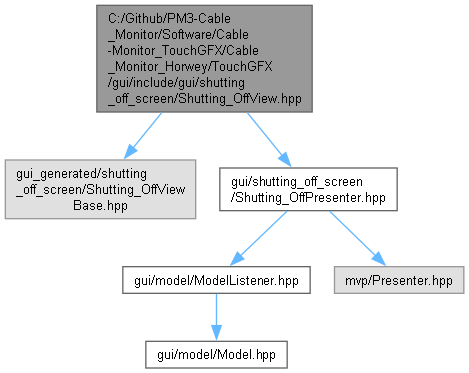 C:/Github/PM3-Cable
_Monitor/Software/Cable
-Monitor_TouchGFX/Cable
_Monitor_Horwey/TouchGFX
/gui/include/gui/shutting
_off_screen/Shutting_OffView.hpp
gui_generated/shutting
_off_screen/Shutting_OffView
Base.hpp
gui/shutting_off_screen
/Shutting_OffPresenter.hpp
gui/model/ModelListener.hpp
mvp/Presenter.hpp
gui/model/Model.hpp